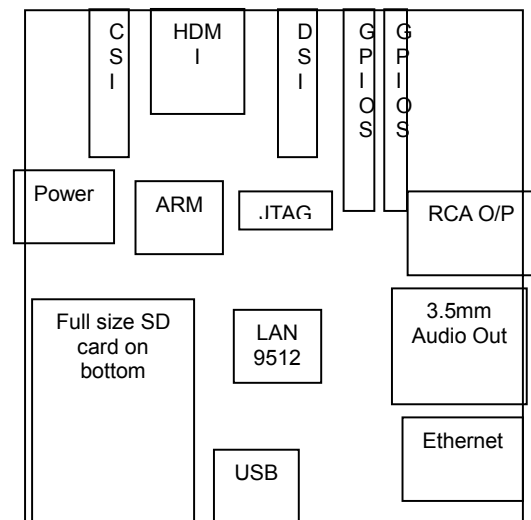 C
S
I
HDM
I
D
S
I
G
P
I
O
S
G
P
I
O
S
Power
ARM
JTAG
RCA O/P
Full size SD
card on
bottom
LAN
9512
3.5mm
Audio Out
Ethernet
USB